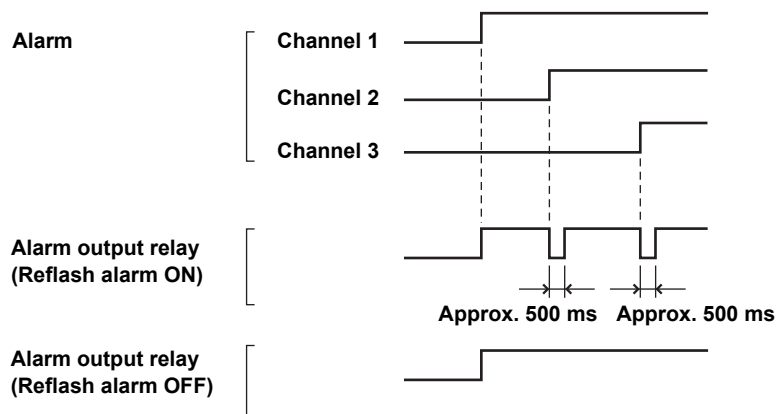 Alarm
Channel 1
Channel 2
Channel 3
Alarm output relay
(Reflash alarm ON)
Approx. 500 ms
Approx. 500 ms
Alarm output relay
(Reflash alarm OFF)